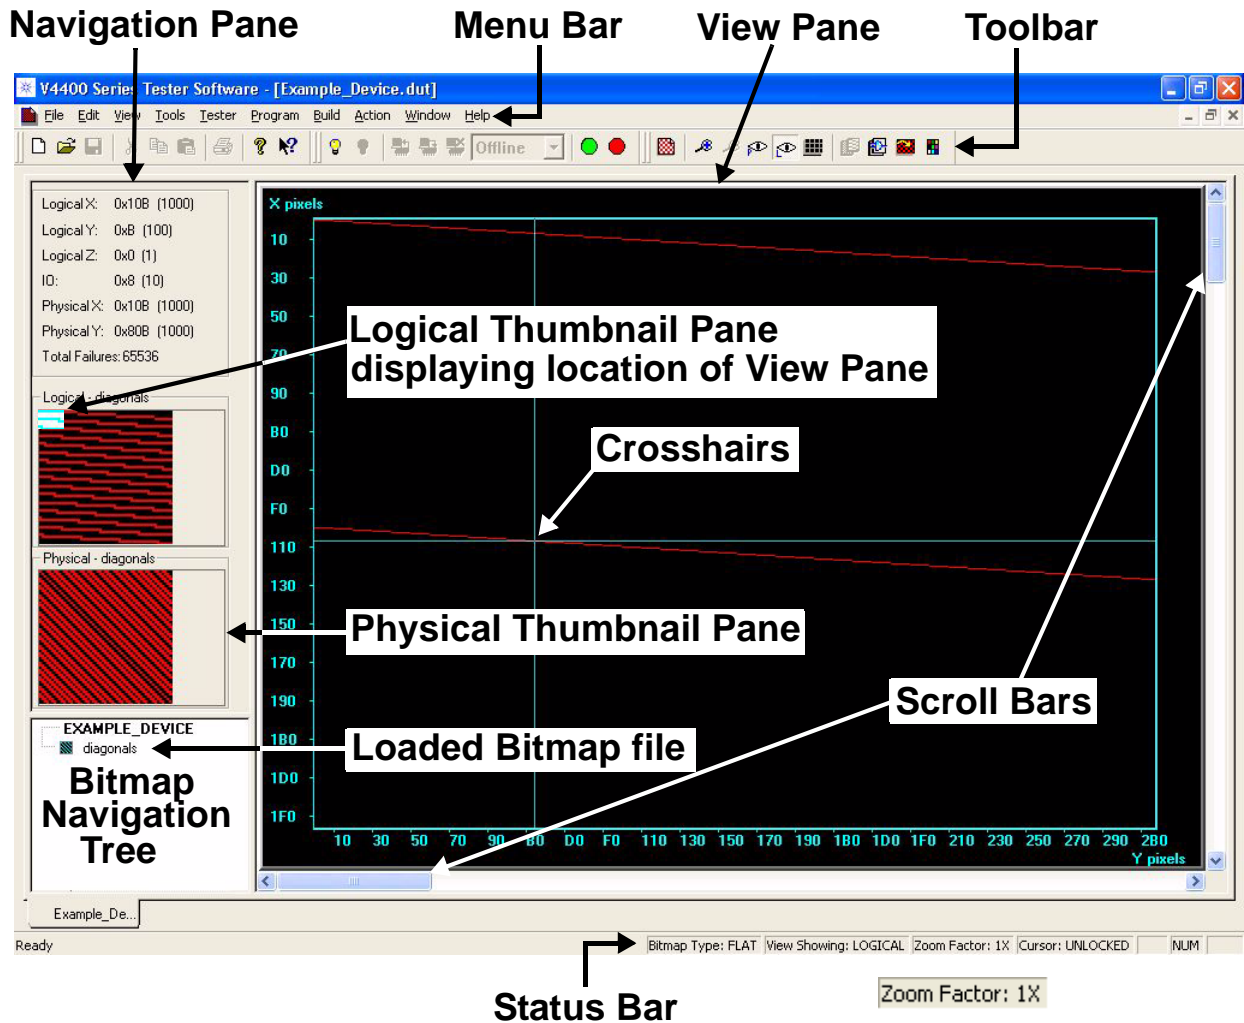 Navigation Pane
Menu Bar
View Pane
Toolbar
V4400 Series Tester Software - [Example_Device.dut]
File Edit View Tools Tester Program Build Action Window Help
Offline
Logical X: 0x10B (1000)
Logical Y: 0xB (100)
Logical Z: 0x0 (1)
IO: 0x8 (10)
Physical X: 0x10B (1000)
Physical Y: 0x80B (1000)
Total Failures: 65536
Logical - diagonals
Physical - diagonals
EXAMPLE_DEVICE
diagonals
Bitmap
Navigation
Tree
X pixels
10
30
50
70
90
B0
D0
F0
110
130
150
170
190
1B0
1D0
1F0
10 30 50 70 90 B0 D0 F0 110 130 150 170 190 1B0 1D0 1F0 210 230 250 270 290 2B0
Y pixels
Logical Thumbnail Pane
displaying location of View Pane
Crosshairs
Physical Thumbnail Pane
Scroll Bars
Loaded Bitmap file
Example_De...
Ready
Bitmap Type: FLAT View Showing: LOGICAL Zoom Factor: 1X Cursor: UNLOCKED NUM
Status Bar
Zoom Factor: 1X